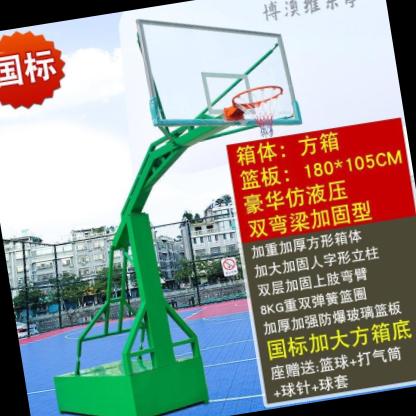 博澳维乐亭
国标
箱体：方箱
篮板：180*105CM
豪华仿液压
双弯梁加固型
加重加厚方形箱体
加大加固人字形立柱
双层加固上肢弯臂
8KG重双弹簧篮圈
加厚加强防爆玻璃篮板
国标加大方箱底
座赠送:篮球+打气筒
+球针+球套